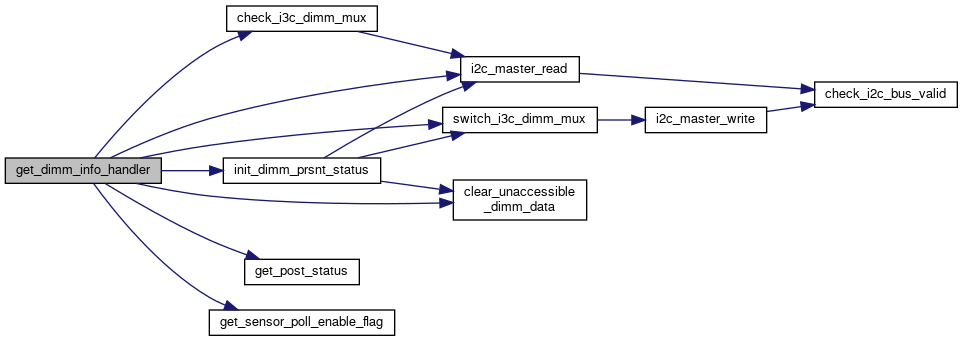 check_i3c_dimm_mux
i2c_master_read
check_i2c_bus_valid
switch_i3c_dimm_mux
i2c_master_write
get_dimm_info_handler
init_dimm_prsnt_status
clear_unaccessible
_dimm_data
get_post_status
get_sensor_poll_enable_flag